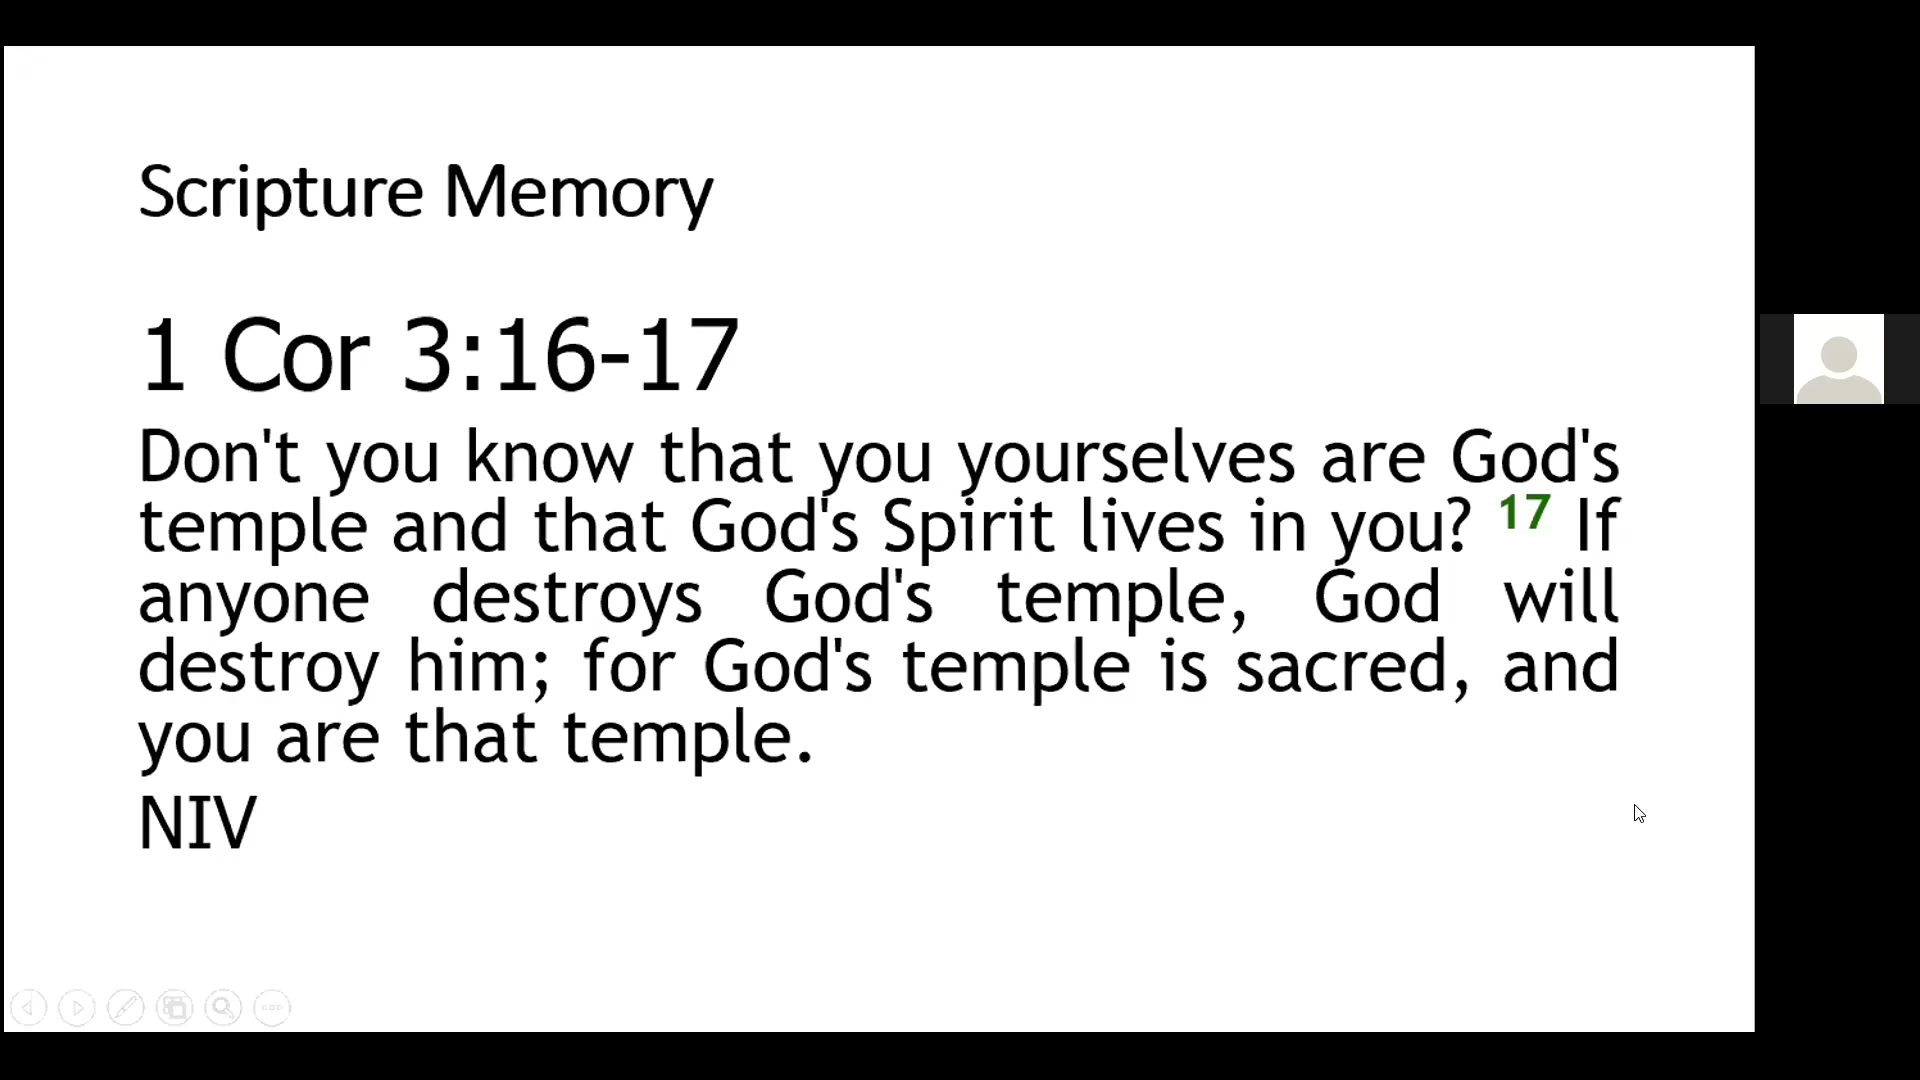 Scripture Memory
1 Cor 3:16-17
Don't you know that you yourselves are God's
temple and that God's Spirit lives in you? 17 If
anyone destroys God's temple, God will
destroy him; for God's temple is sacred, and
you are that temple.
NIV